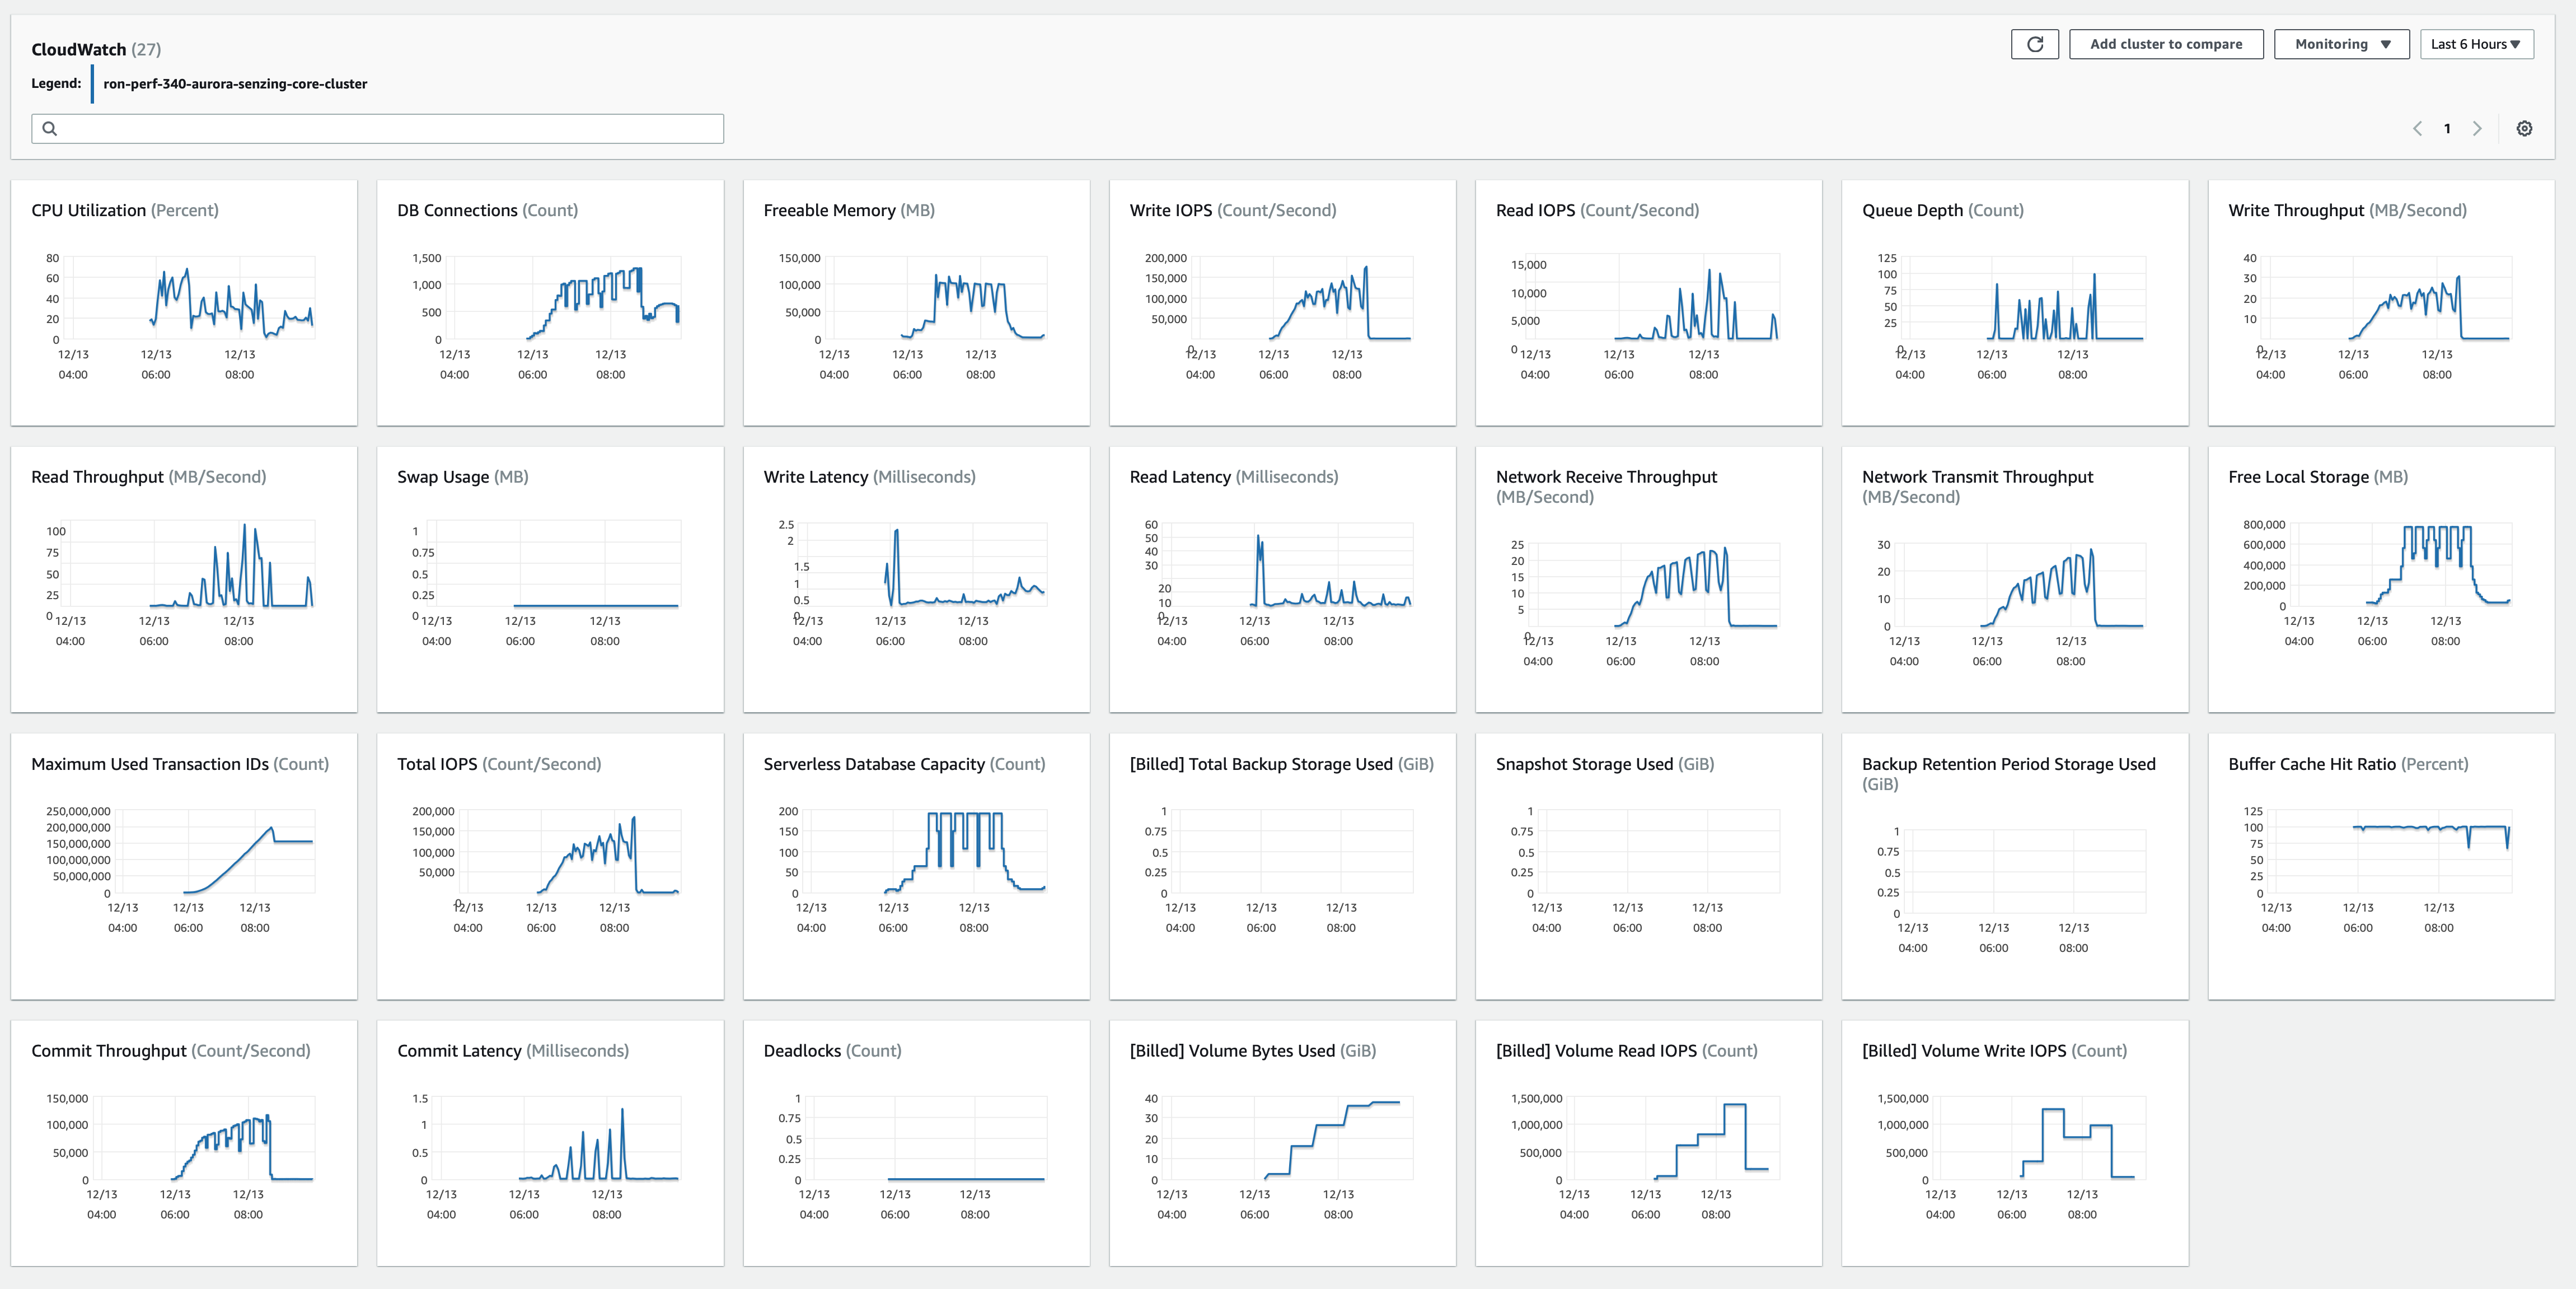 CloudWatch (27)
Add cluster to compare
Monitoring
Last 6 Hours
Legend: ron-perf-340-aurora-senzing-core-cluster
1
CPU Utilization (Percent)
80
60
40
20
0
12/13 12/13 12/13
04:00 06:00 08:00
DB Connections (Count)
1,500
1,000
500
0
12/13 12/13 12/13
04:00 06:00 08:00
Freeable Memory (MB)
150,000
100,000
50,000
0
12/13 12/13 12/13
04:00 06:00 08:00
Write IOPS (Count/Second)
200,000
150,000
100,000
50,000
0
12/13 12/13 12/13
04:00 06:00 08:00
Read IOPS (Count/Second)
15,000
10,000
5,000
0
12/13 12/13 12/13
04:00 06:00 08:00
Queue Depth (Count)
125
100
75
50
25
0
12/13 12/13 12/13
04:00 06:00 08:00
Write Throughput (MB/Second)
40
30
20
10
0
12/13 12/13 12/13
04:00 06:00 08:00
Read Throughput (MB/Second)
100
75
50
25
0
12/13 12/13 12/13
04:00 06:00 08:00
Swap Usage (MB)
1
0.75
0.5
0.25
0
12/13 12/13 12/13
04:00 06:00 08:00
Write Latency (Milliseconds)
2.5
2
1.5
1
0.5
0
12/13 12/13 12/13
04:00 06:00 08:00
Read Latency (Milliseconds)
60
50
40
30
20
10
0
12/13 12/13 12/13
04:00 06:00 08:00
Network Receive Throughput
(MB/Second)
25
20
15
10
5
0
12/13 12/13 12/13
04:00 06:00 08:00
Network Transmit Throughput
(MB/Second)
30
20
10
0
12/13 12/13 12/13
04:00 06:00 08:00
Free Local Storage (MB)
800,000
600,000
400,000
200,000
0
12/13 12/13 12/13
04:00 06:00 08:00
Maximum Used Transaction IDs (Count)
250,000,000
200,000,000
150,000,000
100,000,000
50,000,000
0
12/13 12/13 12/13
04:00 06:00 08:00
Total IOPS (Count/Second)
200,000
150,000
100,000
50,000
0
12/13 12/13 12/13
04:00 06:00 08:00
Serverless Database Capacity (Count)
200
150
100
50
0
12/13 12/13 12/13
04:00 06:00 08:00
[Billed] Total Backup Storage Used (GiB)
1
0.75
0.5
0.25
0
12/13 12/13 12/13
04:00 06:00 08:00
Snapshot Storage Used (GiB)
1
0.75
0.5
0.25
0
12/13 12/13 12/13
04:00 06:00 08:00
Backup Retention Period Storage Used
(GiB)
1
0.75
0.5
0.25
0
12/13 12/13 12/13
04:00 06:00 08:00
Buffer Cache Hit Ratio (Percent)
125
100
75
50
25
0
12/13 12/13 12/13
04:00 06:00 08:00
Commit Throughput (Count/Second)
150,000
100,000
50,000
0
12/13 12/13 12/13
04:00 06:00 08:00
Commit Latency (Milliseconds)
1.5
1
0.5
0
12/13 12/13 12/13
04:00 06:00 08:00
Deadlocks (Count)
1
0.75
0.5
0.25
0
12/13 12/13 12/13
04:00 06:00 08:00
[Billed] Volume Bytes Used (GiB)
40
30
20
10
0
12/13 12/13 12/13
04:00 06:00 08:00
[Billed] Volume Read IOPS (Count)
1,500,000
1,000,000
500,000
0
12/13 12/13 12/13
04:00 06:00 08:00
[Billed] Volume Write IOPS (Count)
1,500,000
1,000,000
500,000
0
12/13 12/13 12/13
04:00 06:00 08:00